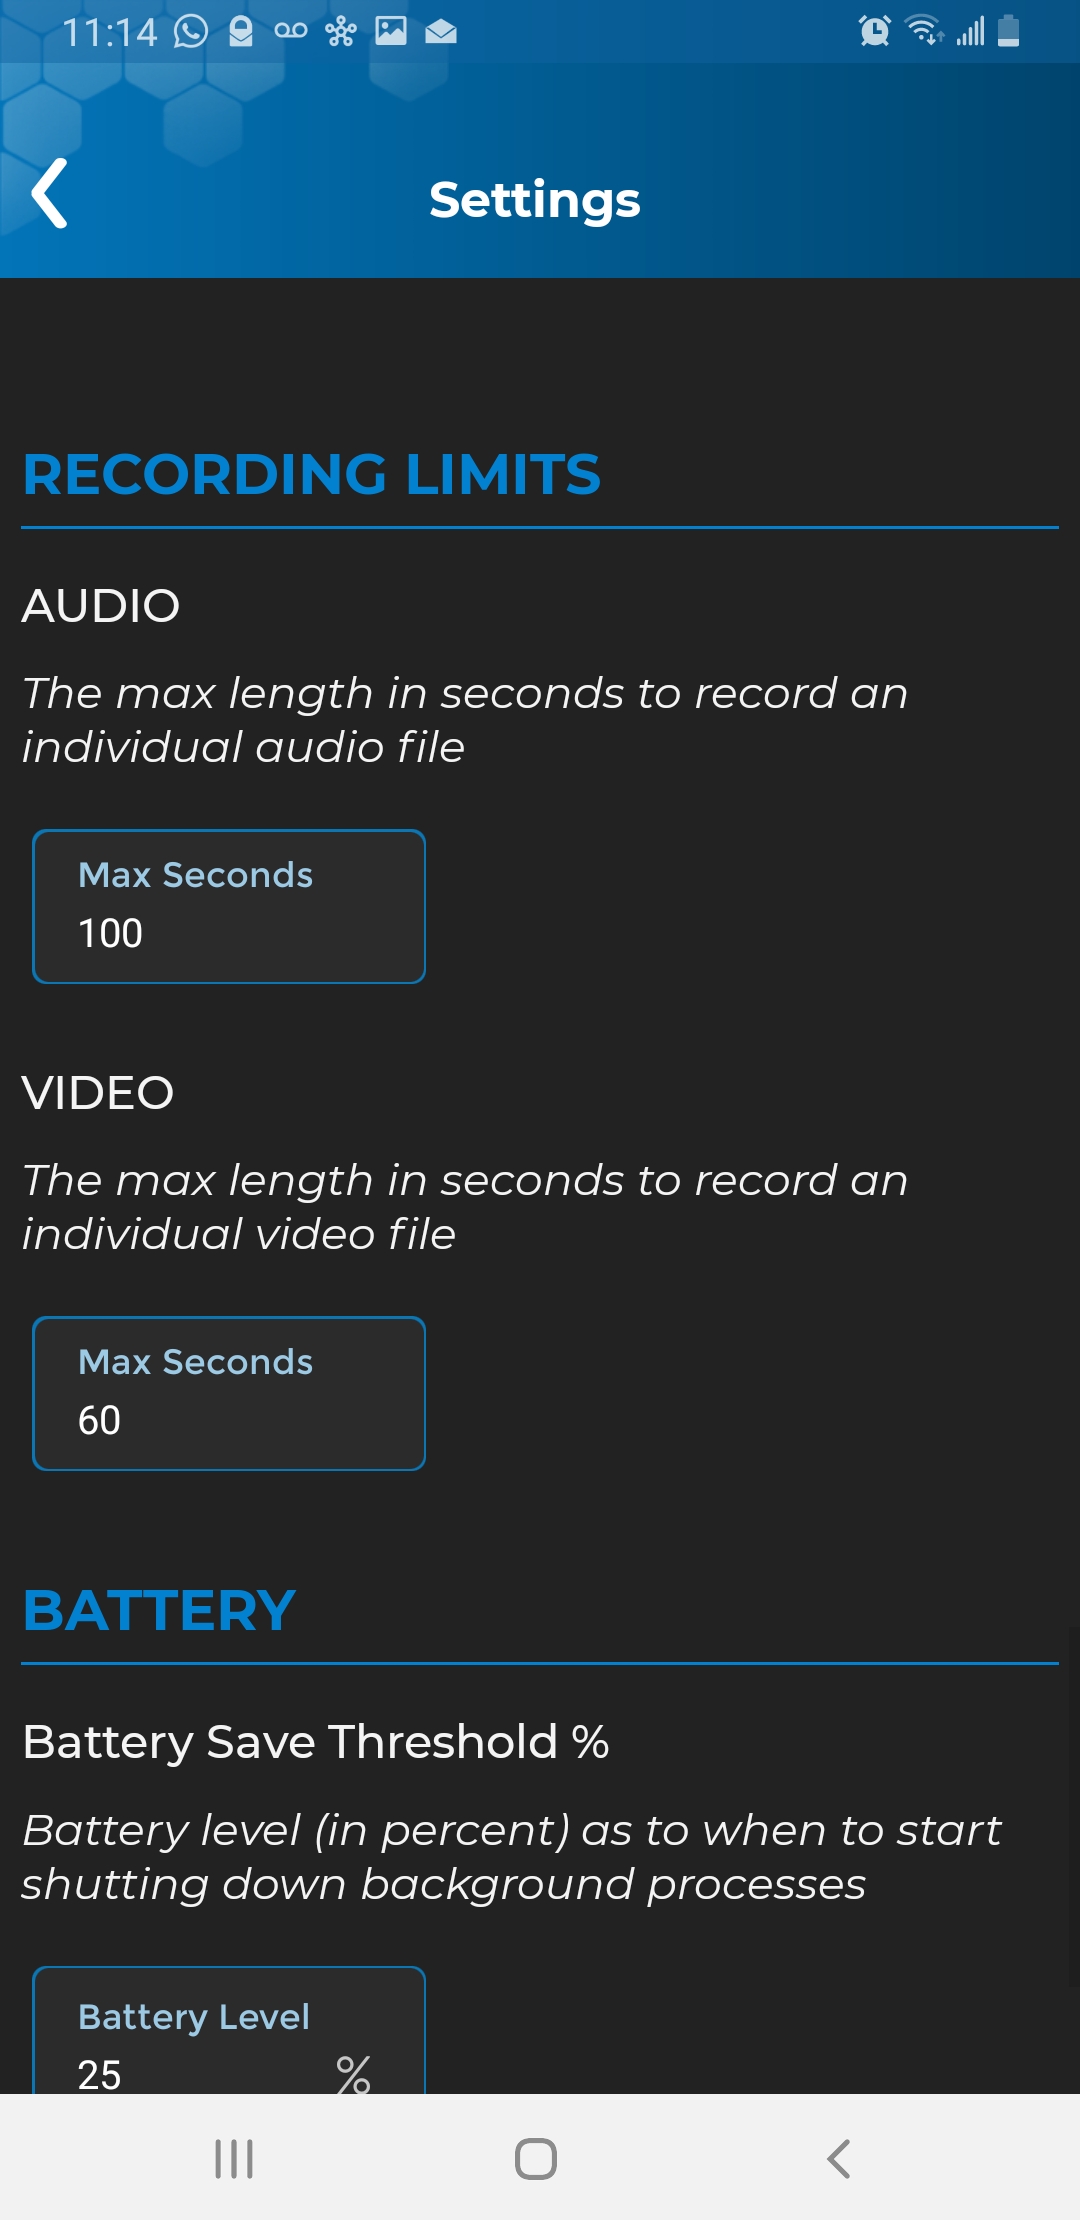 11:14
Settings
RECORDING LIMITS
AUDIO
The max length in seconds to record an
individual audio file
Max Seconds
100
VIDEO
The max length in seconds to record an
individual video file
Max Seconds
60
BATTERY
Battery Save Threshold %
Battery level (in percent) as to when to start
shutting down background processes
Battery Level
25 %